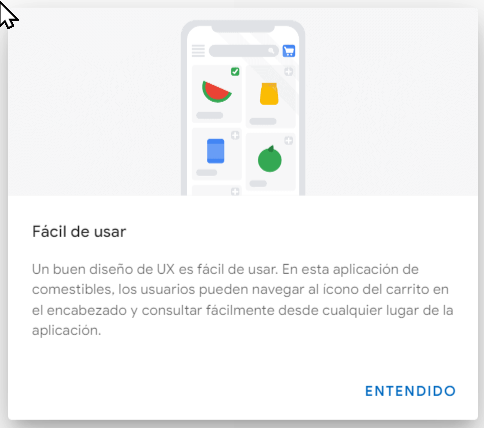 Fácil de usar
Un buen diseño de UX es fácil de usar. En esta aplicación de
comestibles, los usuarios pueden navegar al ícono del carrito en
el encabezado y consultar fácilmente desde cualquier lugar de la
aplicación.
ENTENDIDO